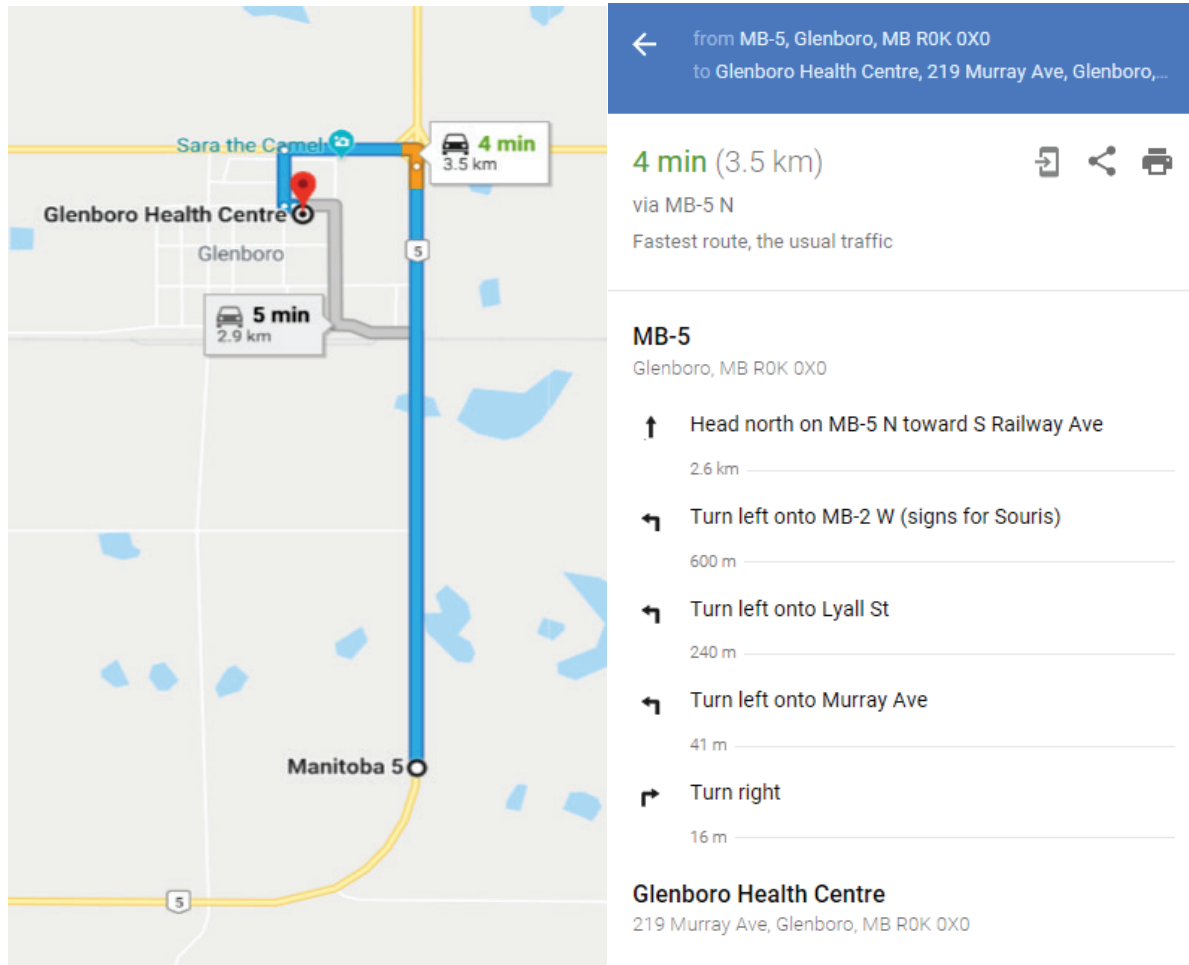 Sara the Camel
4 min
3.5 km
Glenboro Health Centre
Glenboro
5
5 min
2.9 km
Manitoba 5
5
from MB-5, Glenboro, MB R0K 0X0
to Glenboro Health Centre, 219 Murray Ave, Glenboro,...
4 min (3.5 km)
via MB-5 N
Fastest route, the usual traffic
MB-5
Glenboro, MB R0K 0X0
Head north on MB-5 N toward S Railway Ave
2.6 km
Turn left onto MB-2 W (signs for Souris)
600 m
Turn left onto Lyall St
240 m
Turn left onto Murray Ave
41 m
Turn right
16 m
Glenboro Health Centre
219 Murray Ave, Glenboro, MB R0K 0X0